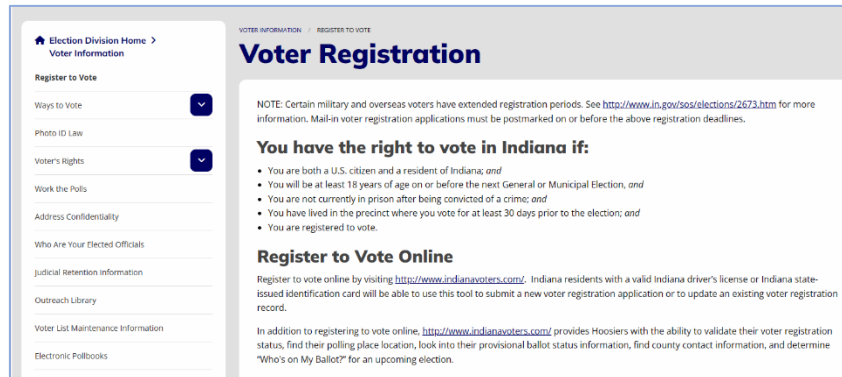 Election Division Home >
Voter Information
Register to Vote
Ways to Vote
Photo ID Law
Voter's Rights
Work the Polls
Address Confidentiality
Who Are Your Elected Officials
Judicial Retention Information
Outreach Library
Voter List Maintenance Information
Electronic Pollbooks
VOTER INFORMATION / REGISTER TO VOTE
Voter Registration
NOTE: Certain military and overseas voters have extended registration periods. See http://www.in.gov/sos/elections/2673.htm for more
information. Mail-in voter registration applications must be postmarked on or before the above registration deadlines.
You have the right to vote in Indiana if:
• You are both a U.S. citizen and a resident of Indiana; and
• You will be at least 18 years of age on or before the next General or Municipal Election, and
• You are not currently in prison after being convicted of a crime; and
• You have lived in the precinct where you vote for at least 30 days prior to the election; and
• You are registered to vote.
Register to Vote Online
Register to vote online by visiting http://www.indianavoters.com/. Indiana residents with a valid Indiana driver's license or Indiana state-
issued identification card will be able to use this tool to submit a new voter registration application or to update an existing voter registration
record.
In addition to registering to vote online, http://www.indianavoters.com/ provides Hoosiers with the ability to validate their voter registration
status, find their polling place location, look into their provisional ballot status information, find county contact information, and determine
"Who's on My Ballot?" for an upcoming election.